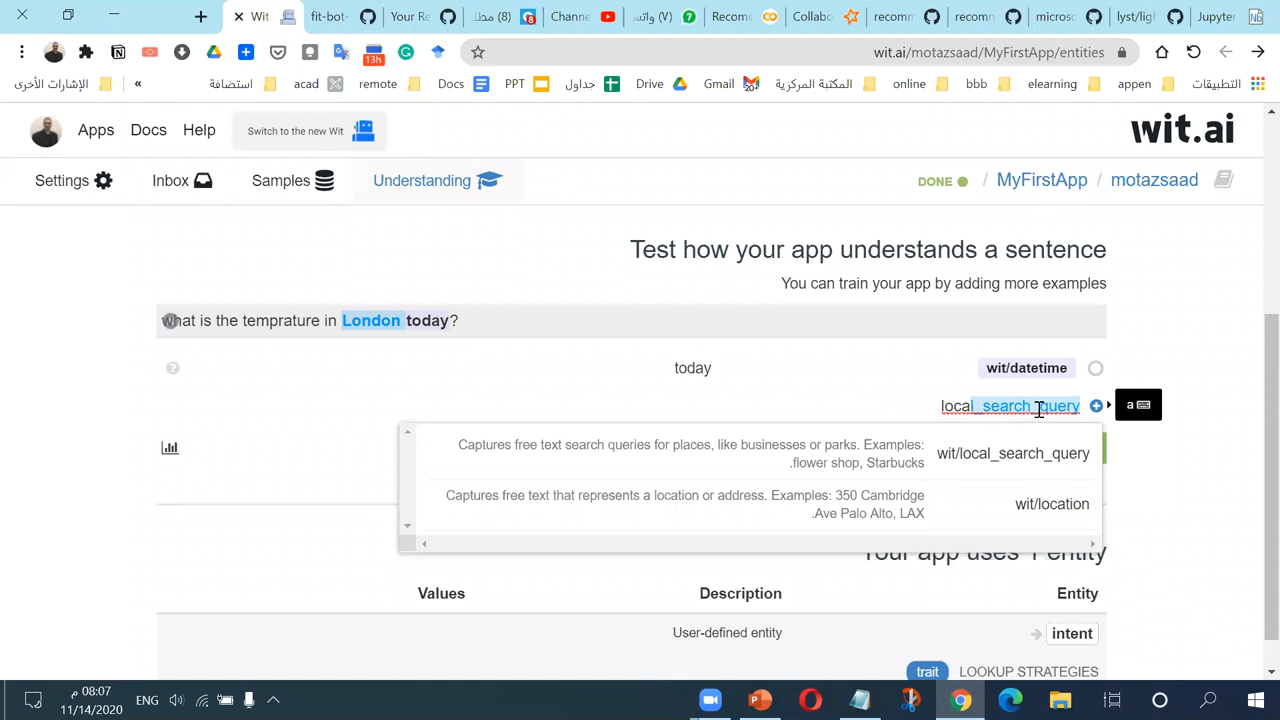 Wit
fit-bot
Your Re
(8) مطا
Channe
(7) واتس
Recome
Collabo
recomm
recomm
microsc
lyst/ligl
Jupyter
13h
wit.ai/motazsaad/MyFirstApp/entities
الإشارات الأخرى
«
استضافة
acad
remote
Docs
PPT
جداول
Drive
Gmail
المكتبة المركزية
online
bbb
elearning
appen
التطبيقات
Apps
Docs
Help
Switch to the new Wit
wit.ai
Settings
Inbox
Samples
Understanding
DONE
/ MyFirstApp / motazsaad
Test how your app understands a sentence
You can train your app by adding more examples
what is the temprature in London today?
today
wit/datetime
local_search_query
a
Captures free text search queries for places, like businesses or parks. Examples:
.flower shop, Starbucks
wit/local_search_query
Captures free text that represents a location or address. Examples: 350 Cambridge
.Ave Palo Alto, LAX
wit/location
Your app uses 1 entity
Values
Description
Entity
User-defined entity
intent
trait
LOOKUP STRATEGIES
08:07 م
11/14/2020
ENG